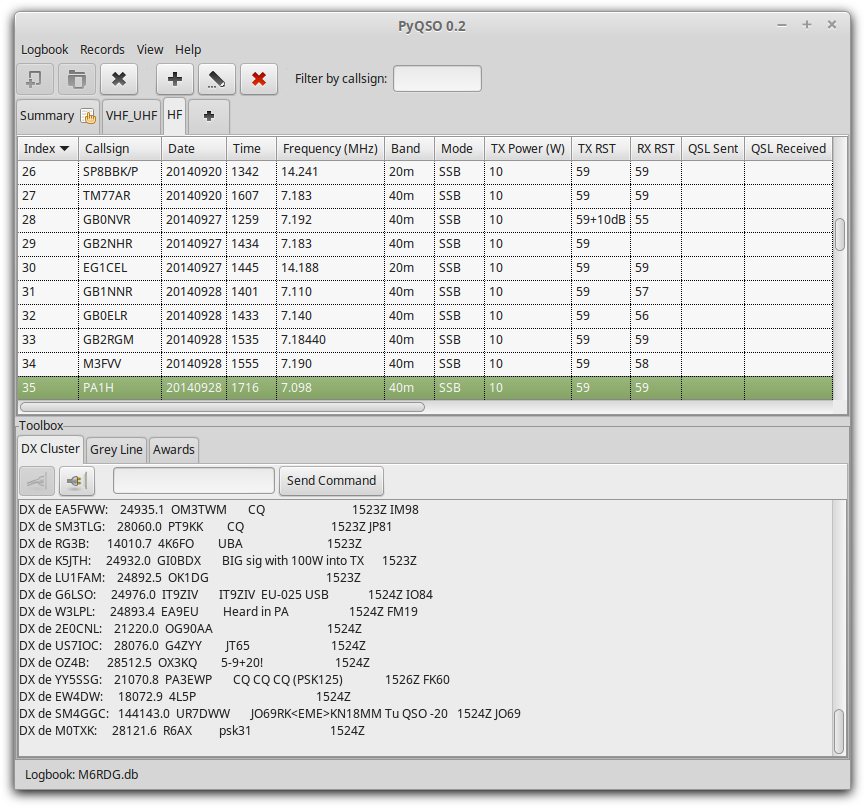 PyQSO 0.2
Logbook Records View Help
Filter by callsign:
Summary VHF_UHF HF
Index Callsign Date Time Frequency (MHz) Band Mode TX Power (W) TX RST RX RST QSL Sent QSL Received
26 SP8BBK/P 20140920 1342 14.241 20m SSB 10 59 59
27 TM77AR 20140920 1607 7.183 40m SSB 10 59 59
28 GB0NVR 20140927 1259 7.192 40m SSB 10 59+10dB 55
29 GB2NHR 20140927 1434 7.183 40m SSB 10 59
30 EG1CEL 20140927 1445 14.188 20m SSB 10 59 59
31 GB1NNR 20140928 1401 7.110 40m SSB 10 59 57
32 GB0ELR 20140928 1433 7.140 40m SSB 10 59 56
33 GB2RGM 20140928 1535 7.18440 40m SSB 10 59 59
34 M3FVV 20140928 1555 7.190 40m SSB 10 59 58
35 PA1H 20140928 1716 7.098 40m SSB 10 59 59
Toolbox
DX Cluster Grey Line Awards
Send Command
DX de EA5FWW: 24935.1 OM3TWM CQ 1523Z IM98
DX de SM3TLG: 28060.0 PT9KK CQ 1523Z JP81
DX de RG3B: 14010.7 4K6FO UBA 1523Z
DX de K5JTH: 24932.0 GI0BDX BIG sig with 100W into TX 1523Z
DX de LU1FAM: 24892.5 OK1DG 1523Z
DX de G6LSO: 24976.0 IT9ZIV IT9ZIV EU-025 USB 1524Z IO84
DX de W3LPL: 24893.4 EA9EU Heard in PA 1524Z FM19
DX de 2E0CNL: 21220.0 OG90AA 1524Z
DX de US7IOC: 28076.0 G4ZYY JT65 1524Z
DX de OZ4B: 28512.5 OX3KQ 5-9+20! 1524Z
DX de YY5SSG: 21070.8 PA3EWP CQ CQ CQ (PSK125) 1526Z FK60
DX de EW4DW: 18072.9 4L5P 1524Z
DX de SM4GGC: 144143.0 UR7DWW JO69RK<EME>KN18MM Tu QSO -20 1524Z JO69
DX de M0TXK: 28121.6 R6AX psk31 1524Z
Logbook: M6RDG.db